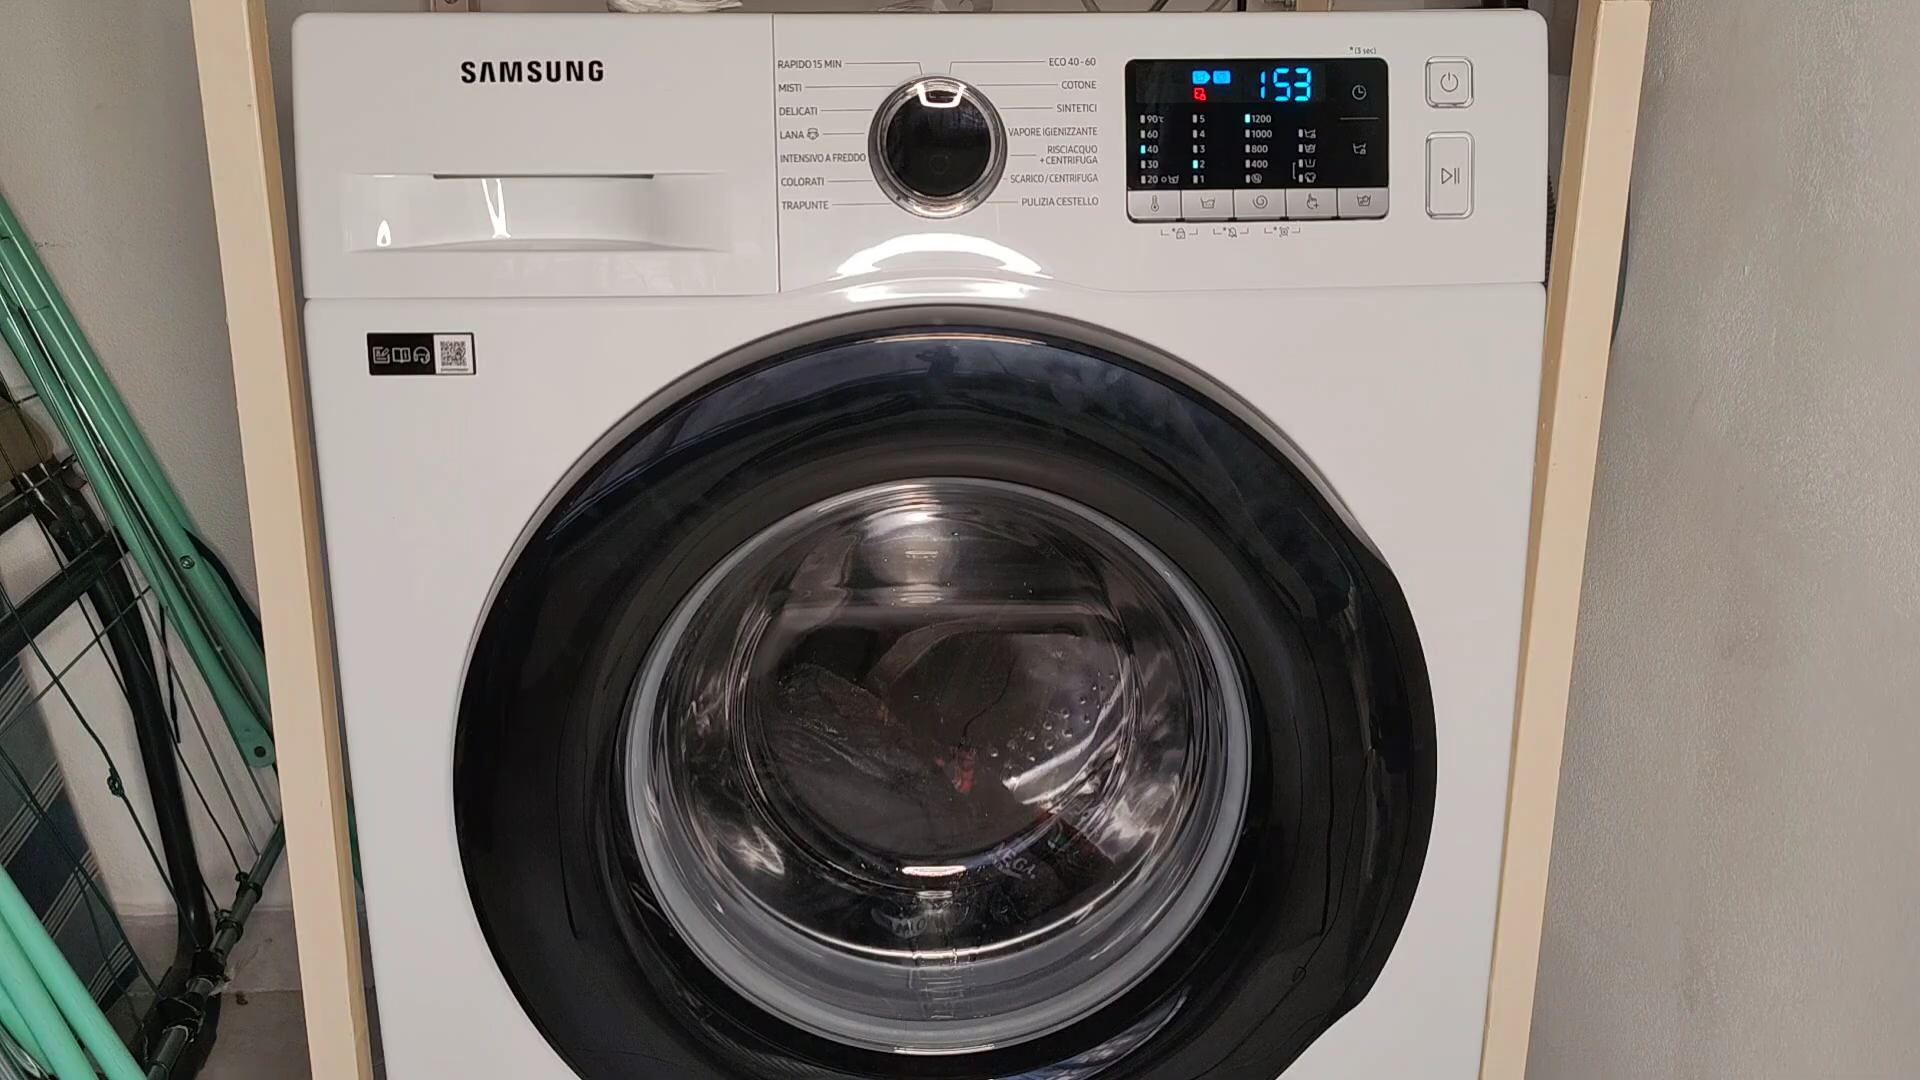 SAMSUNG
RAPIDO 15 MIN
MISTI
DELICATI
LANA
INTENSIVO A FREDDO
COLORATI
TRAPUNTE
ECO 40-60
COTONE
SINTETICI
VAPORE IGIENIZZANTE
RISCIACQUO
+CENTRIFUGA
SCARICO/CENTRIFUGA
PULIZIA CESTELLO
*(3 sec)
153
90℃ 5 1200
60 4 1000
40 3 800
30 2 400
20 1